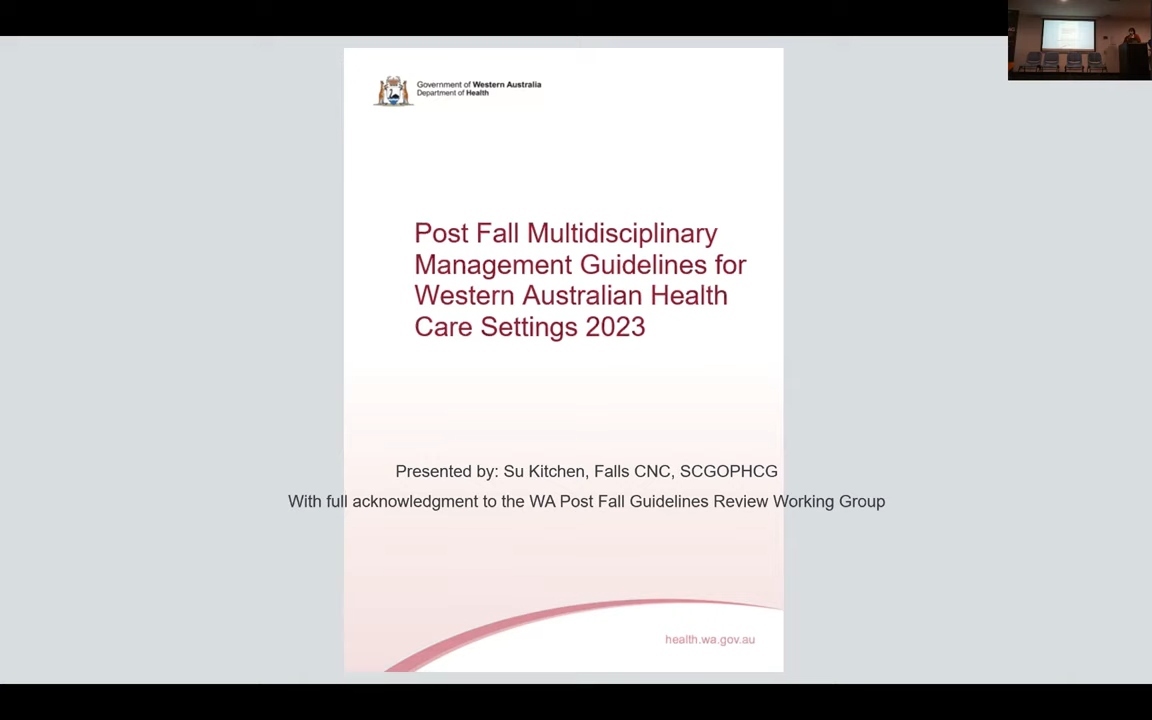 Government of Western Australia
Department of Health
Post Fall Multidisciplinary
Management Guidelines for
Western Australian Health
Care Settings 2023
Presented by: Su Kitchen, Falls CNC, SCGOPHCG
With full acknowledgment to the WA Post Fall Guidelines Review Working Group
health.wa.gov.au